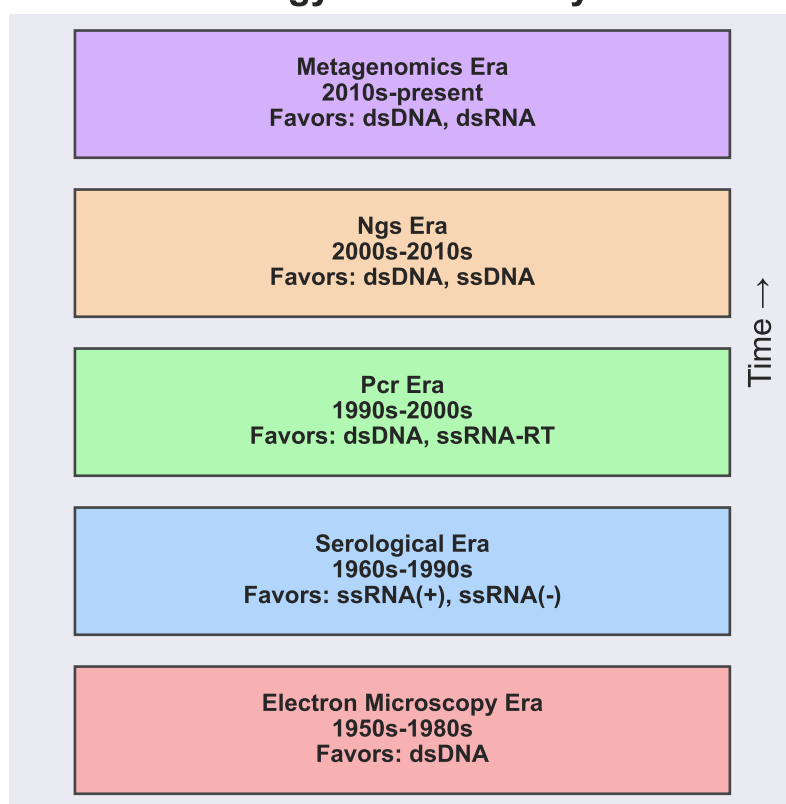 Metagenomics Era
2010s-present
Favors: dsDNA, dsRNA
Ngs Era
2000s-2010s
Favors: dsDNA, ssDNA
Pcr Era
1990s-2000s
Favors: dsDNA, ssRNA-RT
Serological Era
1960s-1990s
Favors: ssRNA(+), ssRNA(-)
Electron Microscopy Era
1950s-1980s
Favors: dsDNA
Time →